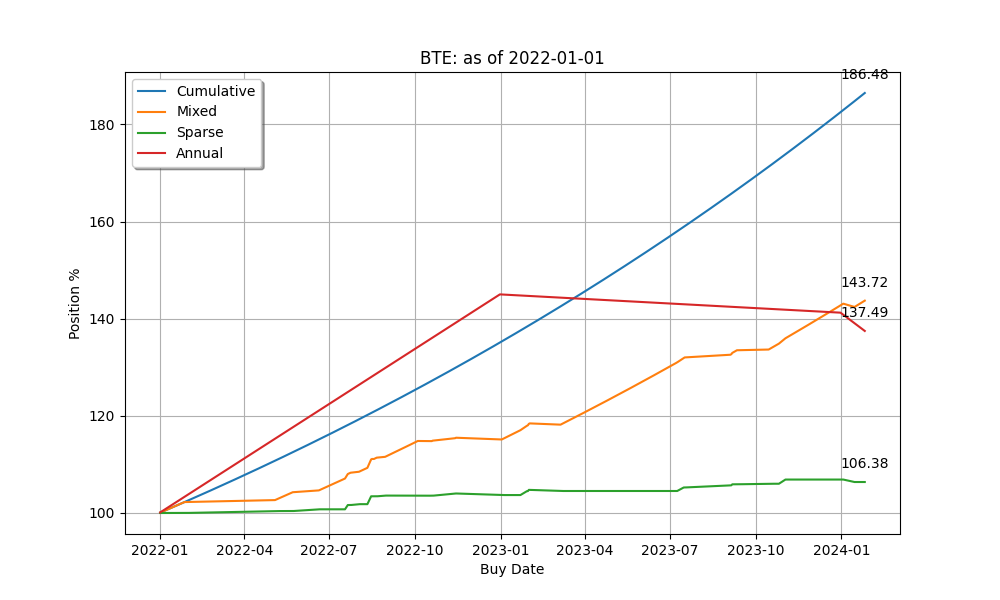 BTE: as of 2022-01-01
Cumulative
Mixed
Sparse
Annual
186.48
143.72
137.49
106.38
Position %
180
160
140
120
100
2022-01 2022-04 2022-07 2022-10 2023-01 2023-04 2023-07 2023-10 2024-01
Buy Date